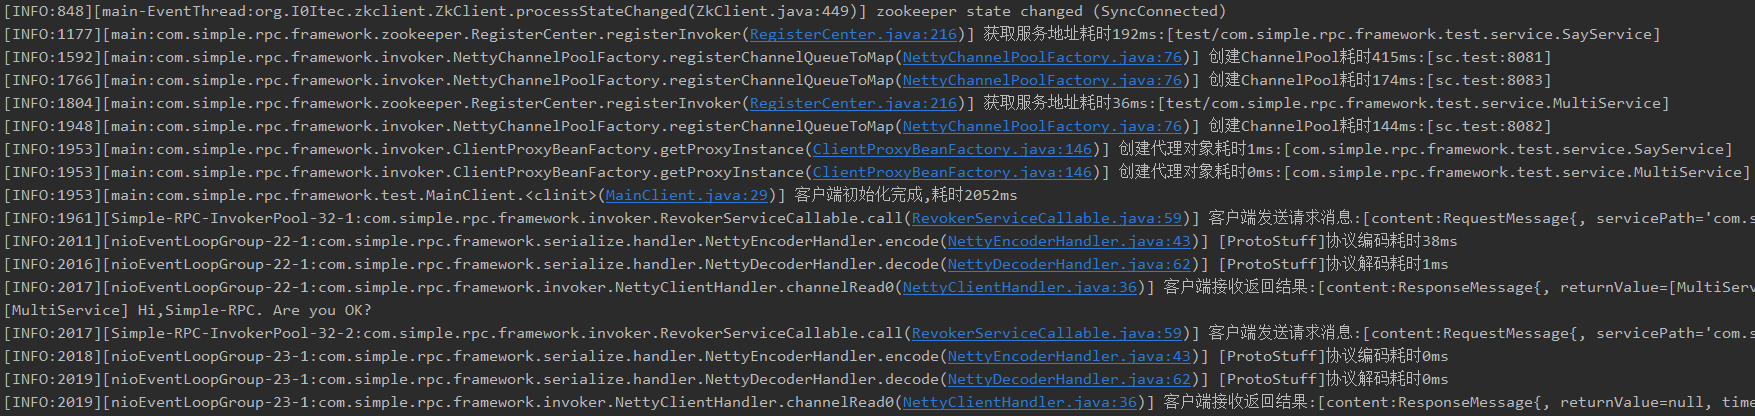 [INFO:848][main-EventThread:org.I0Itec.zkclient.ZkClient.processStateChanged(ZkClient.java:449)] zookeeper state changed (SyncConnected)
[INFO:1177][main:com.simple.rpc.framework.zookeeper.RegisterCenter.registerInvoker(RegisterCenter.java:216)] 获取服务地址耗时192ms:[test/com.simple.rpc.framework.test.service.SayService]
[INFO:1592][main:com.simple.rpc.framework.invoker.NettyChannelPoolFactory.registerChannelQueueToMap(NettyChannelPoolFactory.java:76)] 创建ChannelPool耗时415ms:[sc.test:8081]
[INFO:1766][main:com.simple.rpc.framework.invoker.NettyChannelPoolFactory.registerChannelQueueToMap(NettyChannelPoolFactory.java:76)] 创建ChannelPool耗时174ms:[sc.test:8083]
[INFO:1804][main:com.simple.rpc.framework.zookeeper.RegisterCenter.registerInvoker(RegisterCenter.java:216)] 获取服务地址耗时36ms:[test/com.simple.rpc.framework.test.service.MultiService]
[INFO:1948][main:com.simple.rpc.framework.invoker.NettyChannelPoolFactory.registerChannelQueueToMap(NettyChannelPoolFactory.java:76)] 创建ChannelPool耗时144ms:[sc.test:8082]
[INFO:1953][main:com.simple.rpc.framework.invoker.ClientProxyBeanFactory.getProxyInstance(ClientProxyBeanFactory.java:146)] 创建代理对象耗时1ms:[com.simple.rpc.framework.test.service.SayService]
[INFO:1953][main:com.simple.rpc.framework.invoker.ClientProxyBeanFactory.getProxyInstance(ClientProxyBeanFactory.java:146)] 创建代理对象耗时0ms:[com.simple.rpc.framework.test.service.MultiService]
[INFO:1953][main:com.simple.rpc.framework.test.MainClient.<clinit>(MainClient.java:29)] 客户端初始化完成,耗时2052ms
[INFO:1961][Simple-RPC-InvokerPool-32-1:com.simple.rpc.framework.invoker.RevokerServiceCallable.call(RevokerServiceCallable.java:59)] 客户端发送请求消息:[content:RequestMessage{, servicePath='com.s
[INFO:2011][nioEventLoopGroup-22-1:com.simple.rpc.framework.serialize.handler.NettyEncoderHandler.encode(NettyEncoderHandler.java:43)] [ProtoStuff]协议编码耗时38ms
[INFO:2016][nioEventLoopGroup-22-1:com.simple.rpc.framework.serialize.handler.NettyDecoderHandler.decode(NettyDecoderHandler.java:62)] [ProtoStuff]协议解码耗时1ms
[INFO:2017][nioEventLoopGroup-22-1:com.simple.rpc.framework.invoker.NettyClientHandler.channelRead0(NettyClientHandler.java:36)] 客户端接收返回结果:[content:ResponseMessage{, returnValue=[MultiServ
[MultiService] Hi,Simple-RPC. Are you OK?
[INFO:2017][Simple-RPC-InvokerPool-32-2:com.simple.rpc.framework.invoker.RevokerServiceCallable.call(RevokerServiceCallable.java:59)] 客户端发送请求消息:[content:RequestMessage{, servicePath='com.s
[INFO:2018][nioEventLoopGroup-23-1:com.simple.rpc.framework.serialize.handler.NettyEncoderHandler.encode(NettyEncoderHandler.java:43)] [ProtoStuff]协议编码耗时0ms
[INFO:2019][nioEventLoopGroup-23-1:com.simple.rpc.framework.serialize.handler.NettyDecoderHandler.decode(NettyDecoderHandler.java:62)] [ProtoStuff]协议解码耗时0ms
[INFO:2019][nioEventLoopGroup-23-1:com.simple.rpc.framework.invoker.NettyClientHandler.channelRead0(NettyClientHandler.java:36)] 客户端接收返回结果:[content:ResponseMessage{, returnValue=null, time